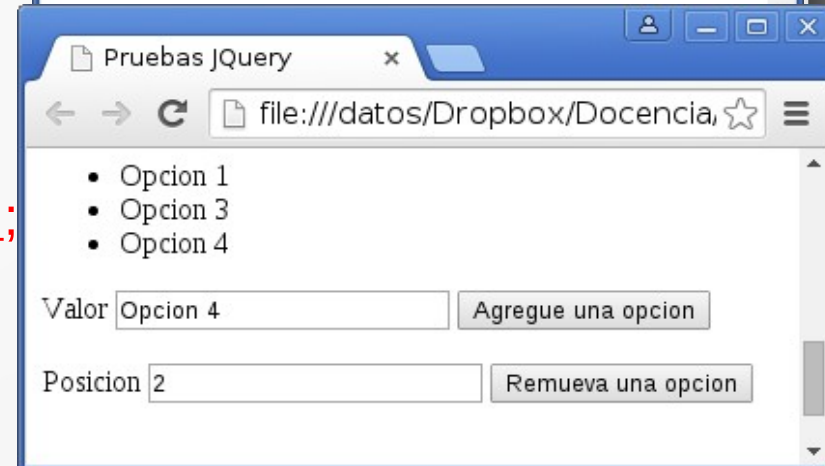 Pruebas JQuery
file:///datos/Dropbox/Docencia,
Opcion 1
Opcion 3
;
Opcion 4
Valor Opcion 4 Agregue una opcion
Posicion 2 Remueva una opcion